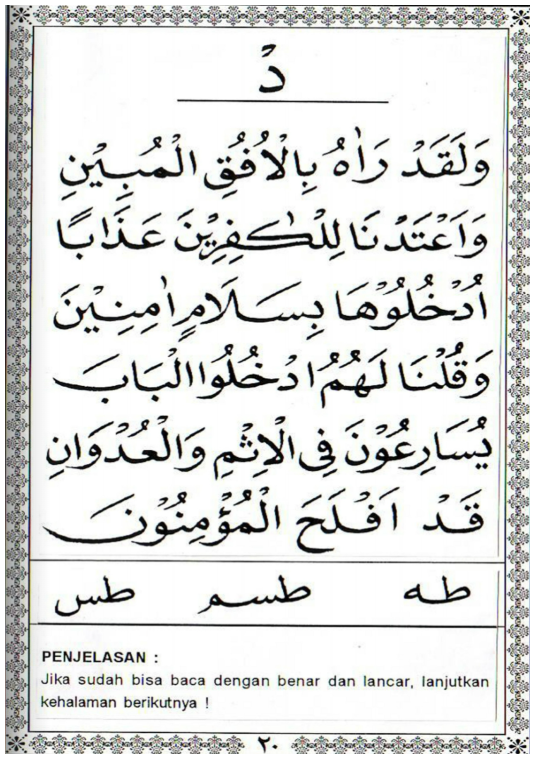 دْ
وَلَقَدْ رَاٰهُ بِالْاُفُقِ الْمُبِيْنِ
وَاَعْتَدْنَا لِلْكٰفِرِيْنَ عَذَابًا
اُدْخُلُوْهَا بِسَلَامٍ اٰمِنِيْنَ
وَقُلْنَا لَهُمُ ادْخُلُوا الْبَابَ
يُسَارِعُوْنَ فِى الْاِثْمِ وَالْعُدْوَانِ
قَدْ اَفْلَحَ الْمُؤْمِنُوْنَ
طه طسم طس
PENJELASAN :
Jika sudah bisa baca dengan benar dan lancar, lanjutkan
kehalaman berikutnya !
٢٠